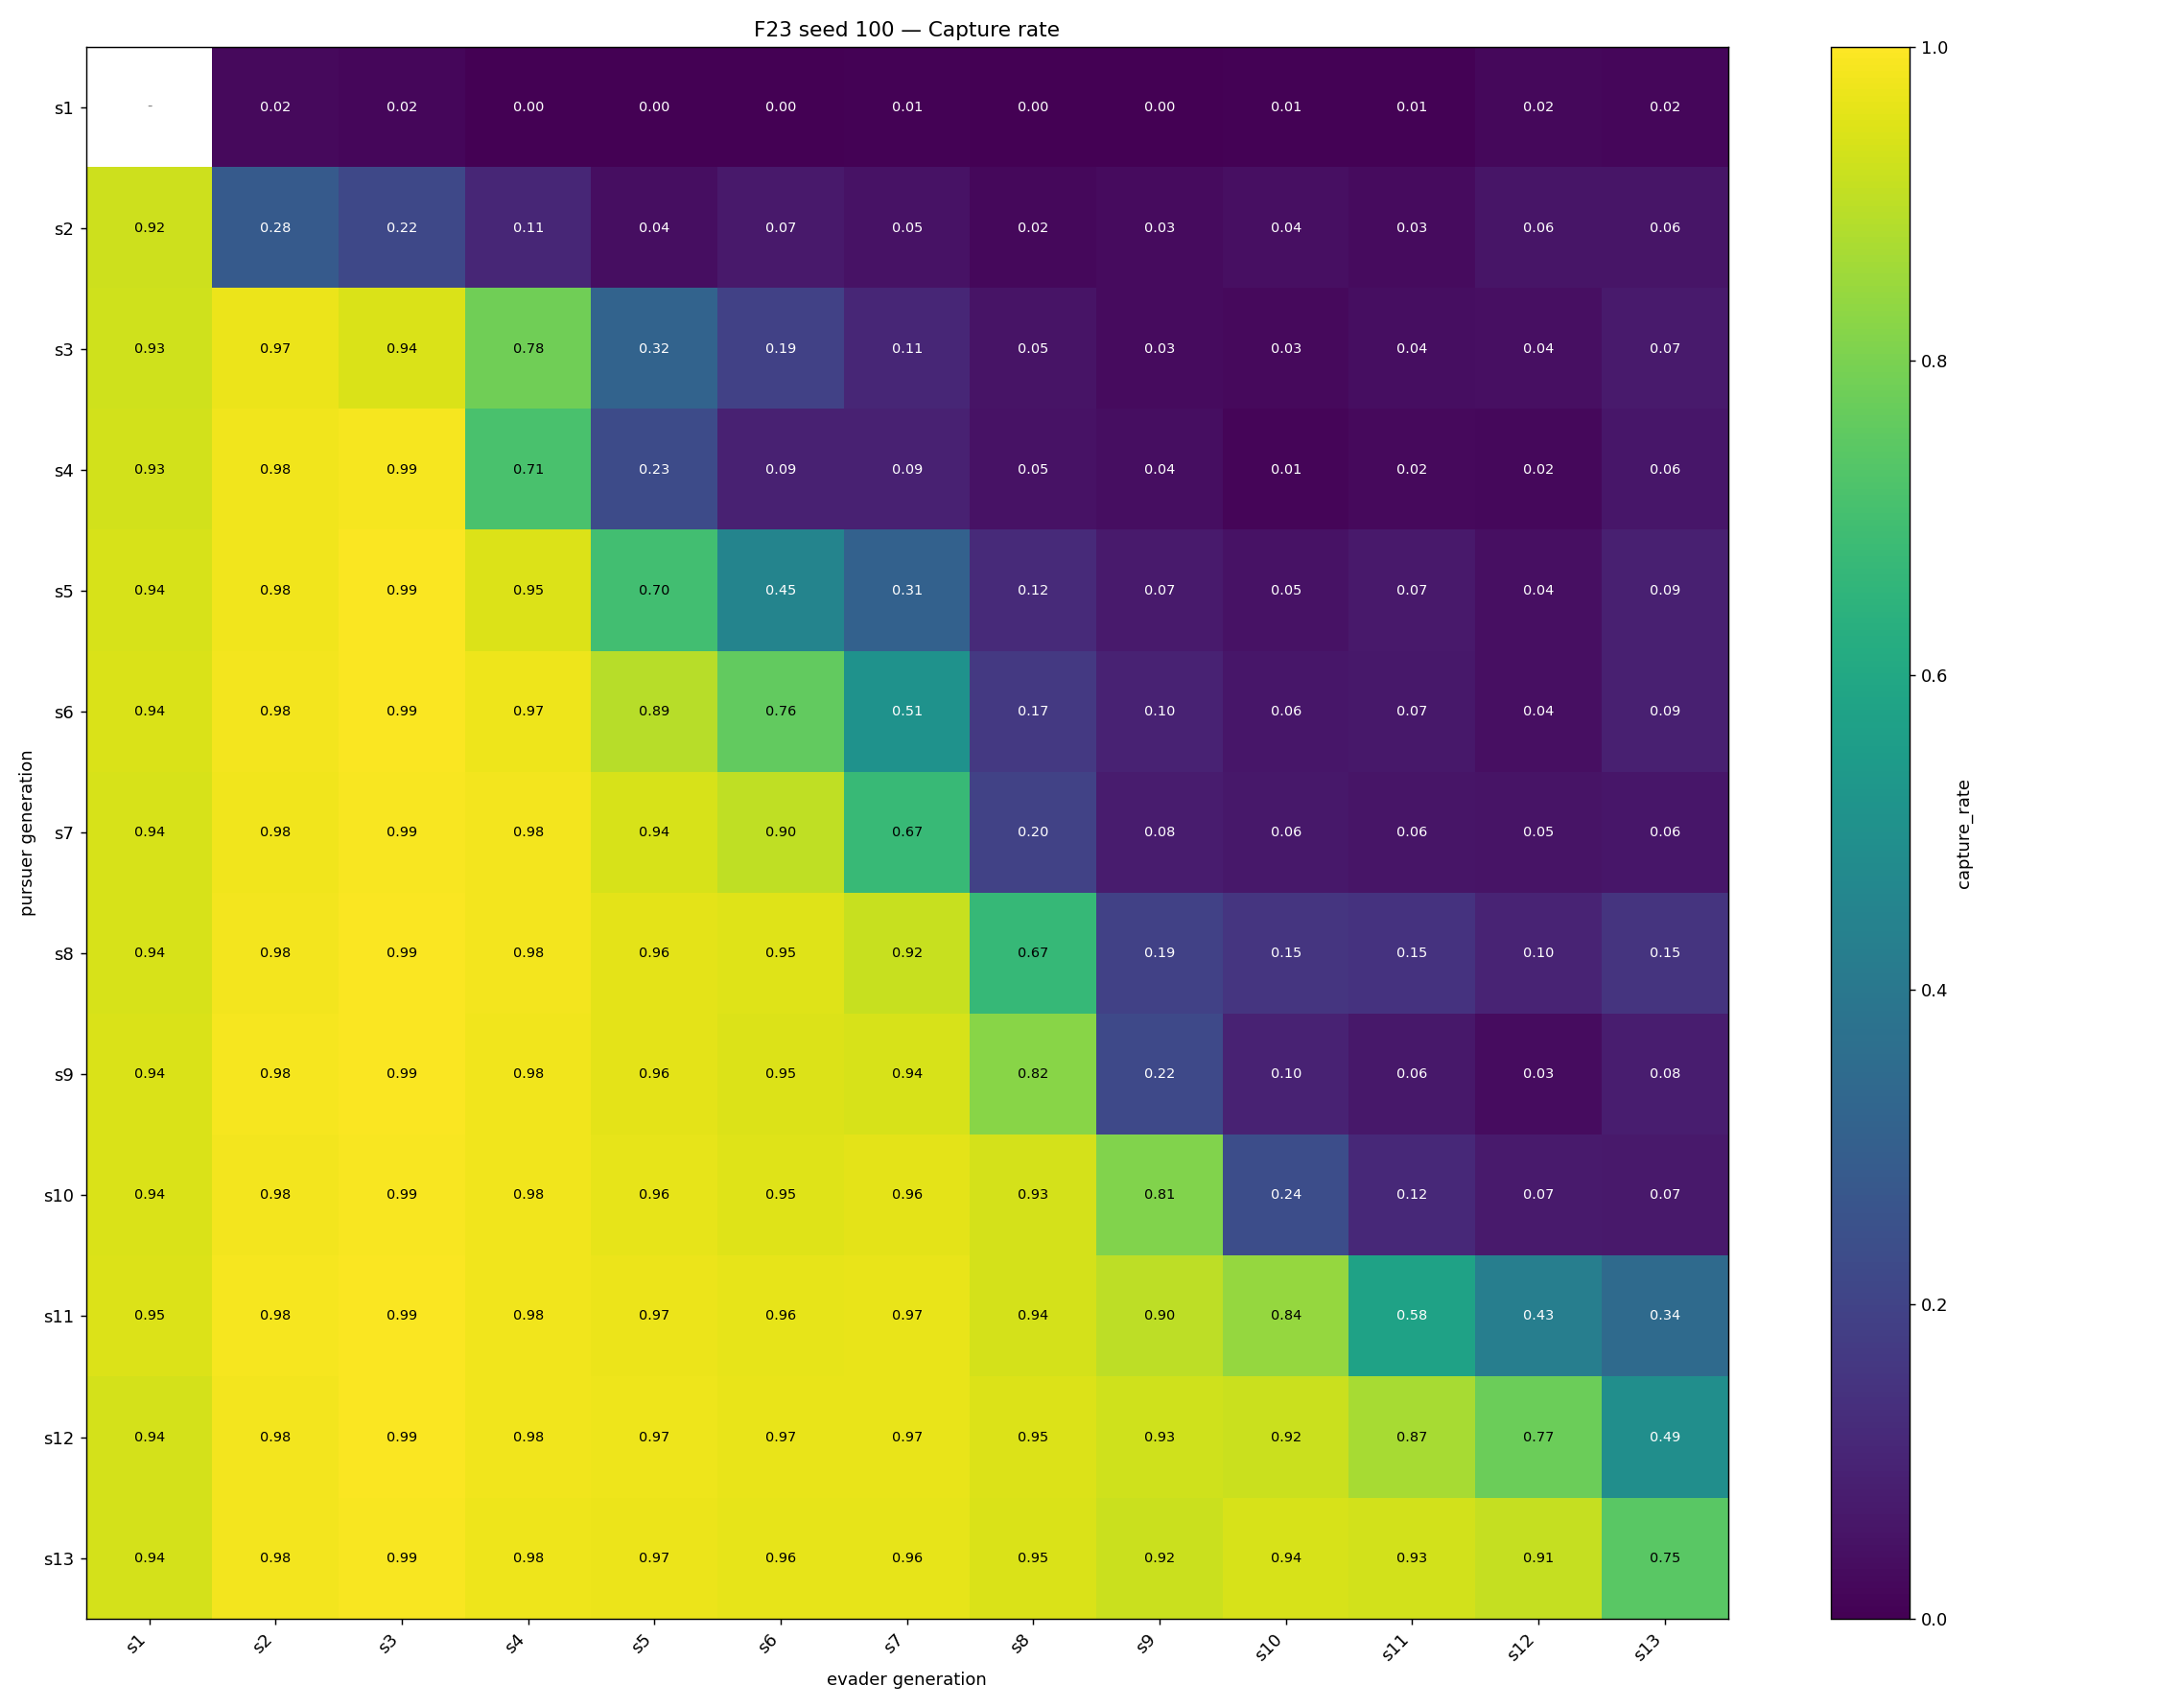 F23 seed 100 — Capture rate
s1 - 0.02 0.02 0.00 0.00 0.00 0.01 0.00 0.00 0.01 0.01 0.02 0.02
s2 0.92 0.28 0.22 0.11 0.04 0.07 0.05 0.02 0.03 0.04 0.03 0.06 0.06
s3 0.93 0.97 0.94 0.78 0.32 0.19 0.11 0.05 0.03 0.03 0.04 0.04 0.07
s4 0.93 0.98 0.99 0.71 0.23 0.09 0.09 0.05 0.04 0.01 0.02 0.02 0.06
s5 0.94 0.98 0.99 0.95 0.70 0.45 0.31 0.12 0.07 0.05 0.07 0.04 0.09
s6 0.94 0.98 0.99 0.97 0.89 0.76 0.51 0.17 0.10 0.06 0.07 0.04 0.09
s7 0.94 0.98 0.99 0.98 0.94 0.90 0.67 0.20 0.08 0.06 0.06 0.05 0.06
s8 0.94 0.98 0.99 0.98 0.96 0.95 0.92 0.67 0.19 0.15 0.15 0.10 0.15
s9 0.94 0.98 0.99 0.98 0.96 0.95 0.94 0.82 0.22 0.10 0.06 0.03 0.08
s10 0.94 0.98 0.99 0.98 0.96 0.95 0.96 0.93 0.81 0.24 0.12 0.07 0.07
s11 0.95 0.98 0.99 0.98 0.97 0.96 0.97 0.94 0.90 0.84 0.58 0.43 0.34
s12 0.94 0.98 0.99 0.98 0.97 0.97 0.97 0.95 0.93 0.92 0.87 0.77 0.49
s13 0.94 0.98 0.99 0.98 0.97 0.96 0.96 0.95 0.92 0.94 0.93 0.91 0.75
s1 s2 s3 s4 s5 s6 s7 s8 s9 s10 s11 s12 s13
evader generation
pursuer generation
1.0
0.8
0.6
0.4
0.2
0.0
capture_rate